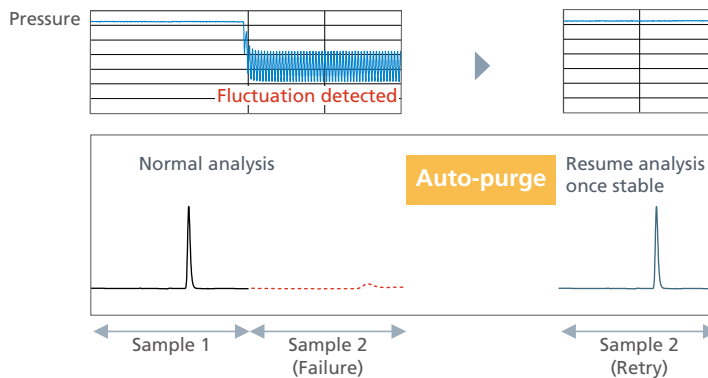 Pressure
Fluctuation detected
Normal analysis
Auto-purge
Resume analysis
once stable
Sample 1
Sample 2
(Failure)
Sample 2
(Retry)